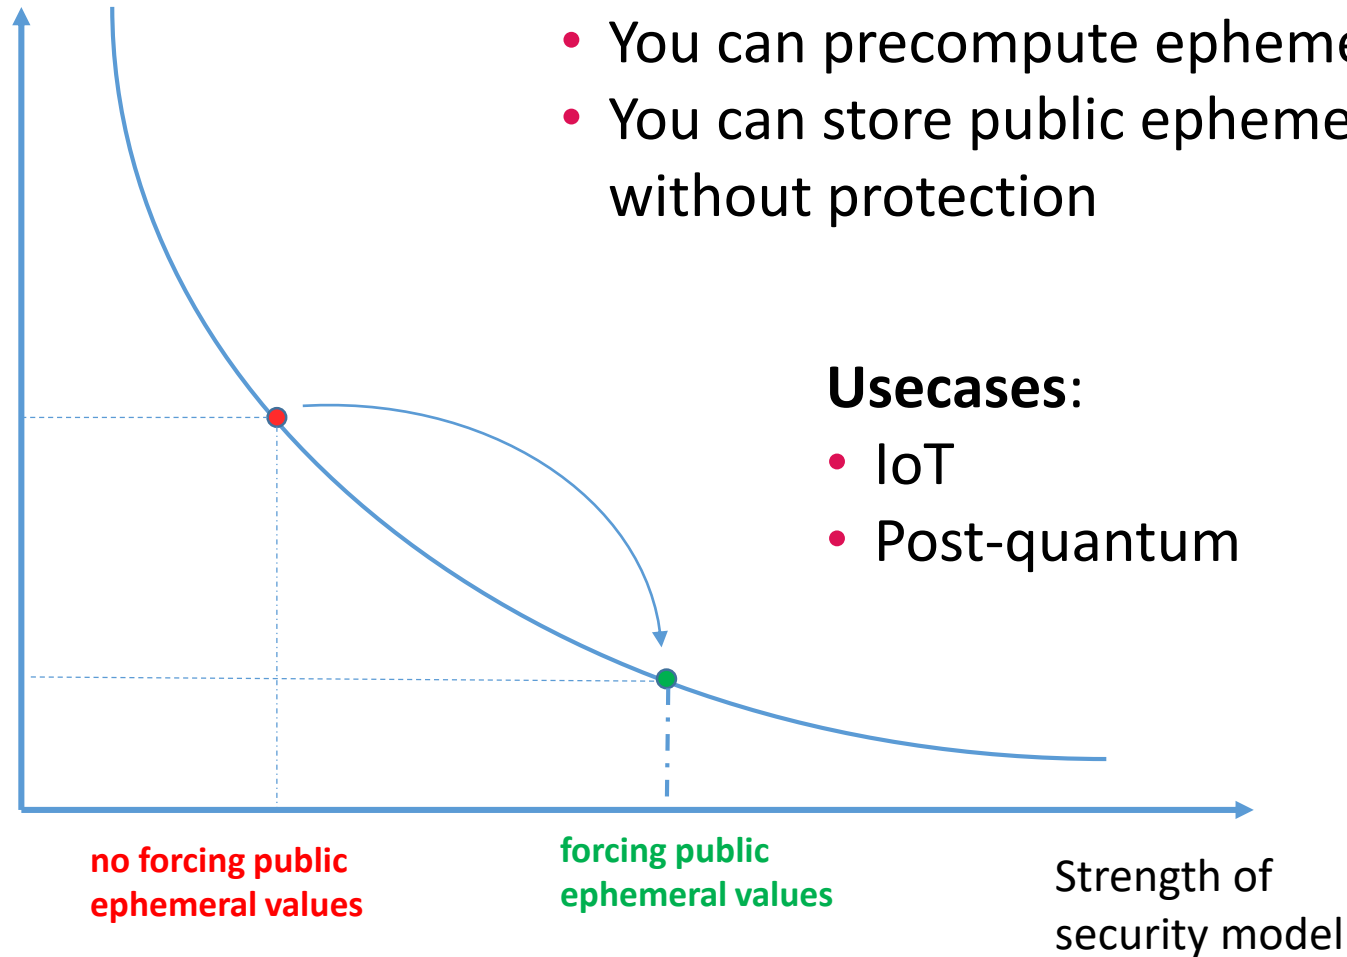 • You can precompute
• You can store public
without protection
Usecases:
• IoT
• Post-quantum
no forcing public
ephemeral values
forcing public
ephemeral values
Strength of
security model